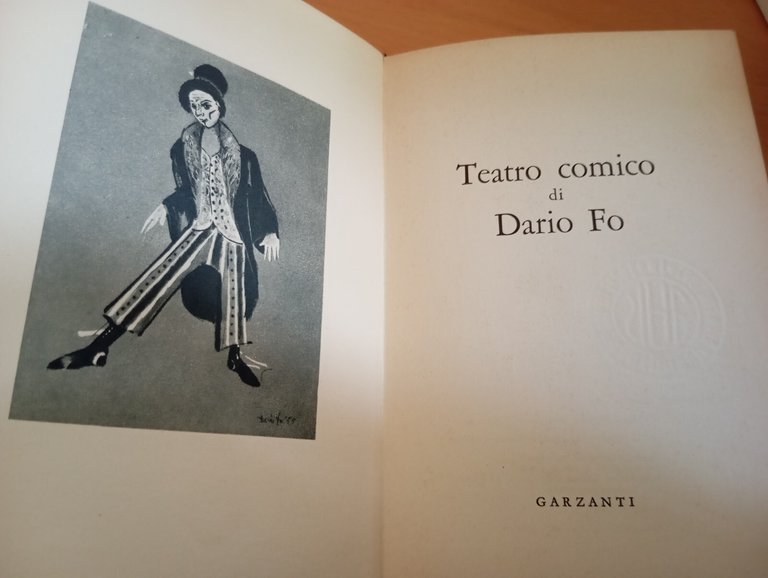 Teatro comico
di
Dario Fo
GARZANTI